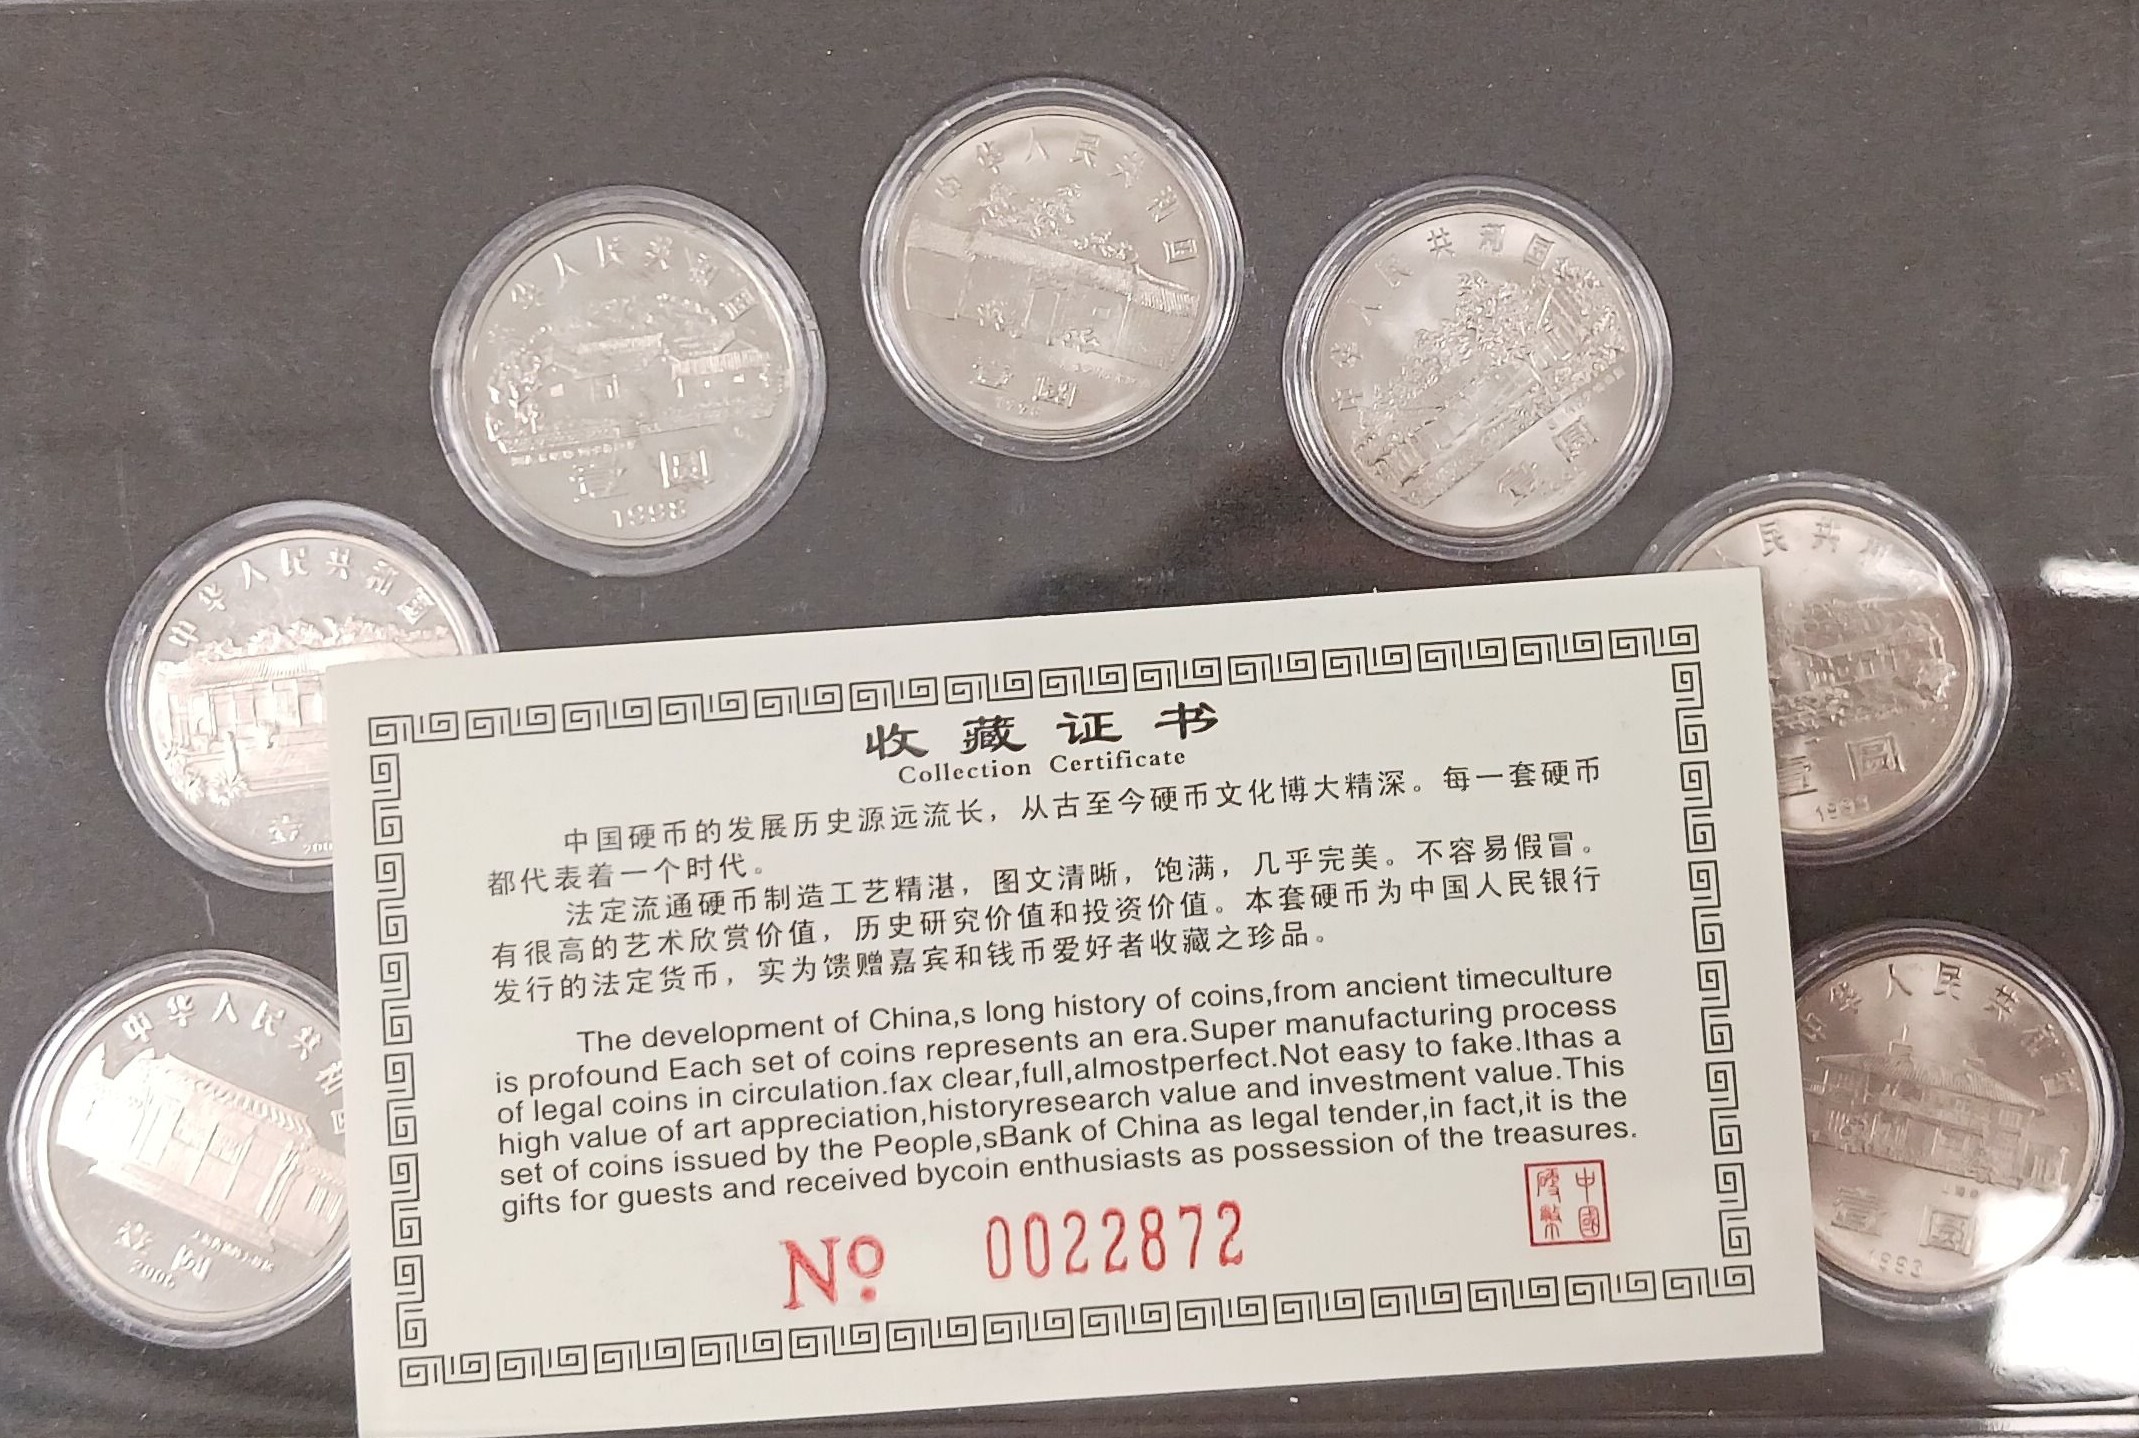 中华人民共和国
壹圆
华人民共和国
壹圆
1998
共和国
壹圆
中华人民共和国
壹
民共和
壹圆
中华人民共和
2006
华人民共和
壹圆
1993
收藏证书
Collection Certificate
中国硬币的发展历史源远流长，从古至今硬币文化博大精深。每一套硬币
都代表着一个时代。
法定流通硬币制造工艺精湛，图文清晰，饱满，几乎完美。不容易假冒。
有很高的艺术欣赏价值，历史研究价值和投资价值。本套硬币为中国人民银行
发行的法定货币，实为馈赠嘉宾和钱币爱好者收藏之珍品。
The development of China,s long history of coins,from ancient timeculture
is profound Each set of coins represents an era.Super manufacturing process
of legal coins in circulation.fax clear,full,almostperfect.Not easy to fake.Ithas a
high value of art appreciation,historyresearch value and investment value.This
set of coins issued by the People,sBank of China as legal tender,in fact,it is the
gifts for guests and received bycoin enthusiasts as possession of the treasures.
No. 0022872
中國
硬幣